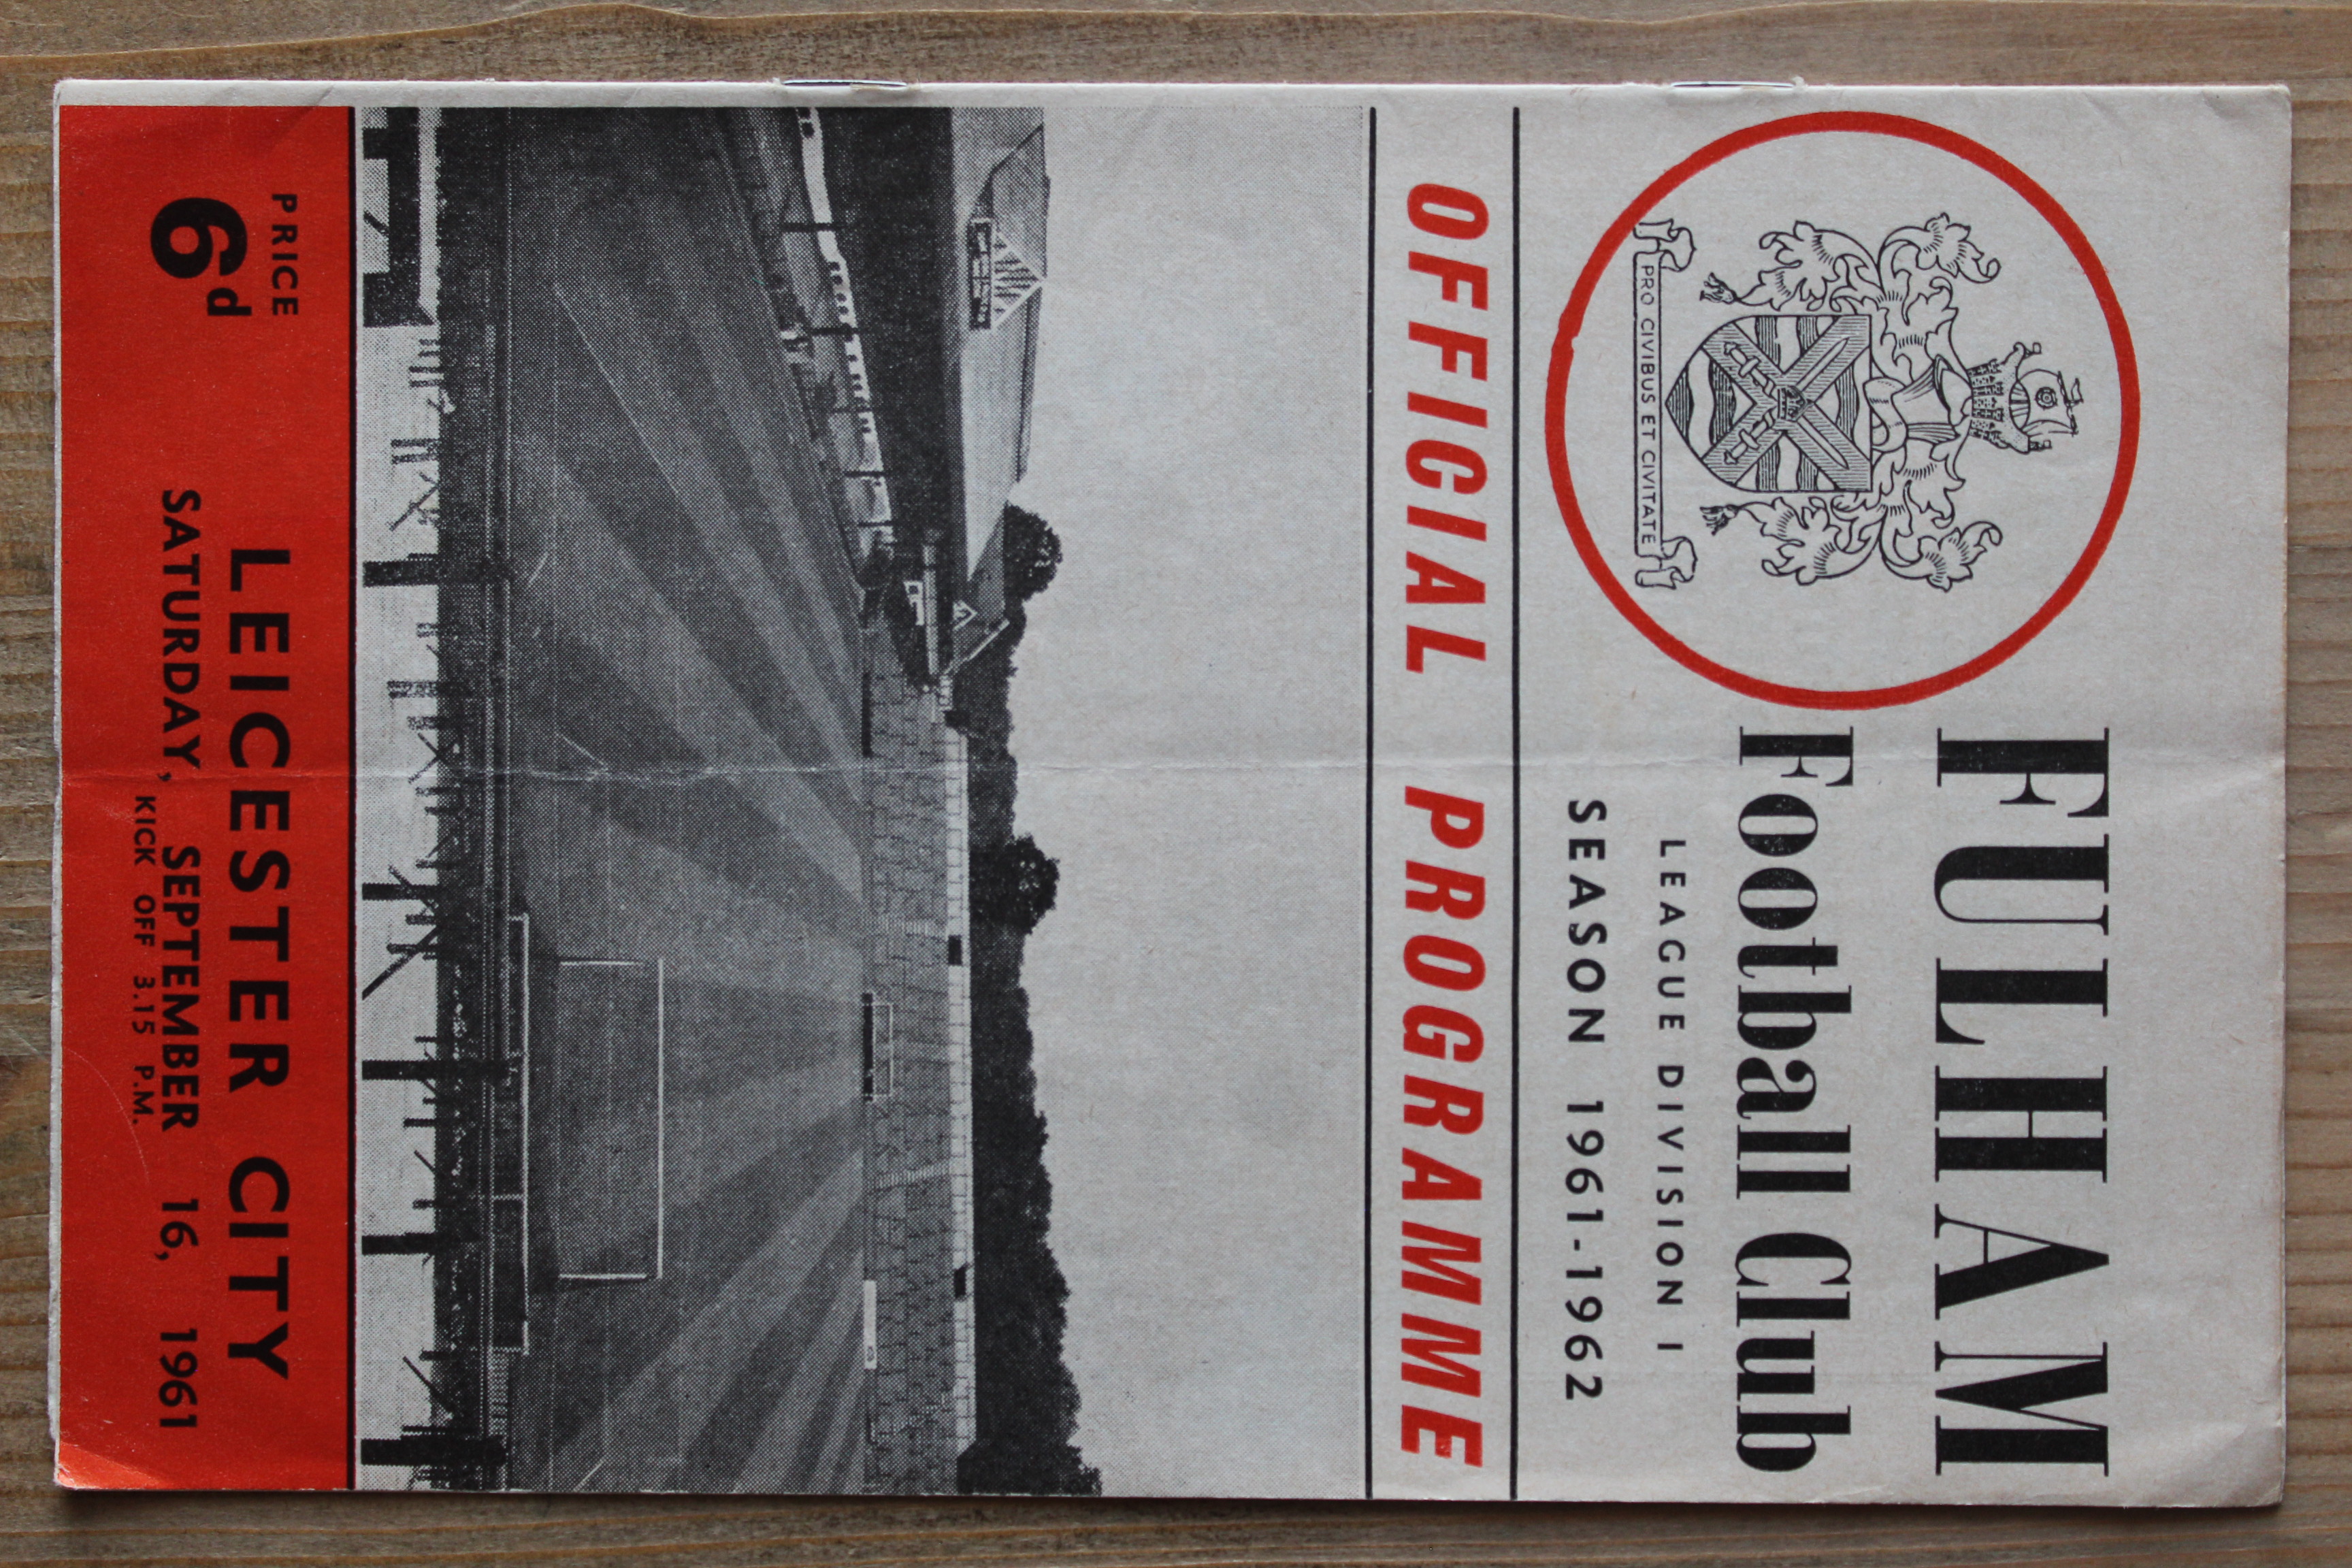 FULHAM
Football Club
LEAGUE DIVISION I
SEASON 1961-1962
PRO CIVIBUS ET CIVITATE
OFFICIAL PROGRAMME
PRICE
6d
LEICESTER CITY
SATURDAY, SEPTEMBER 16, 1961
KICK OFF 3.15 P.M.